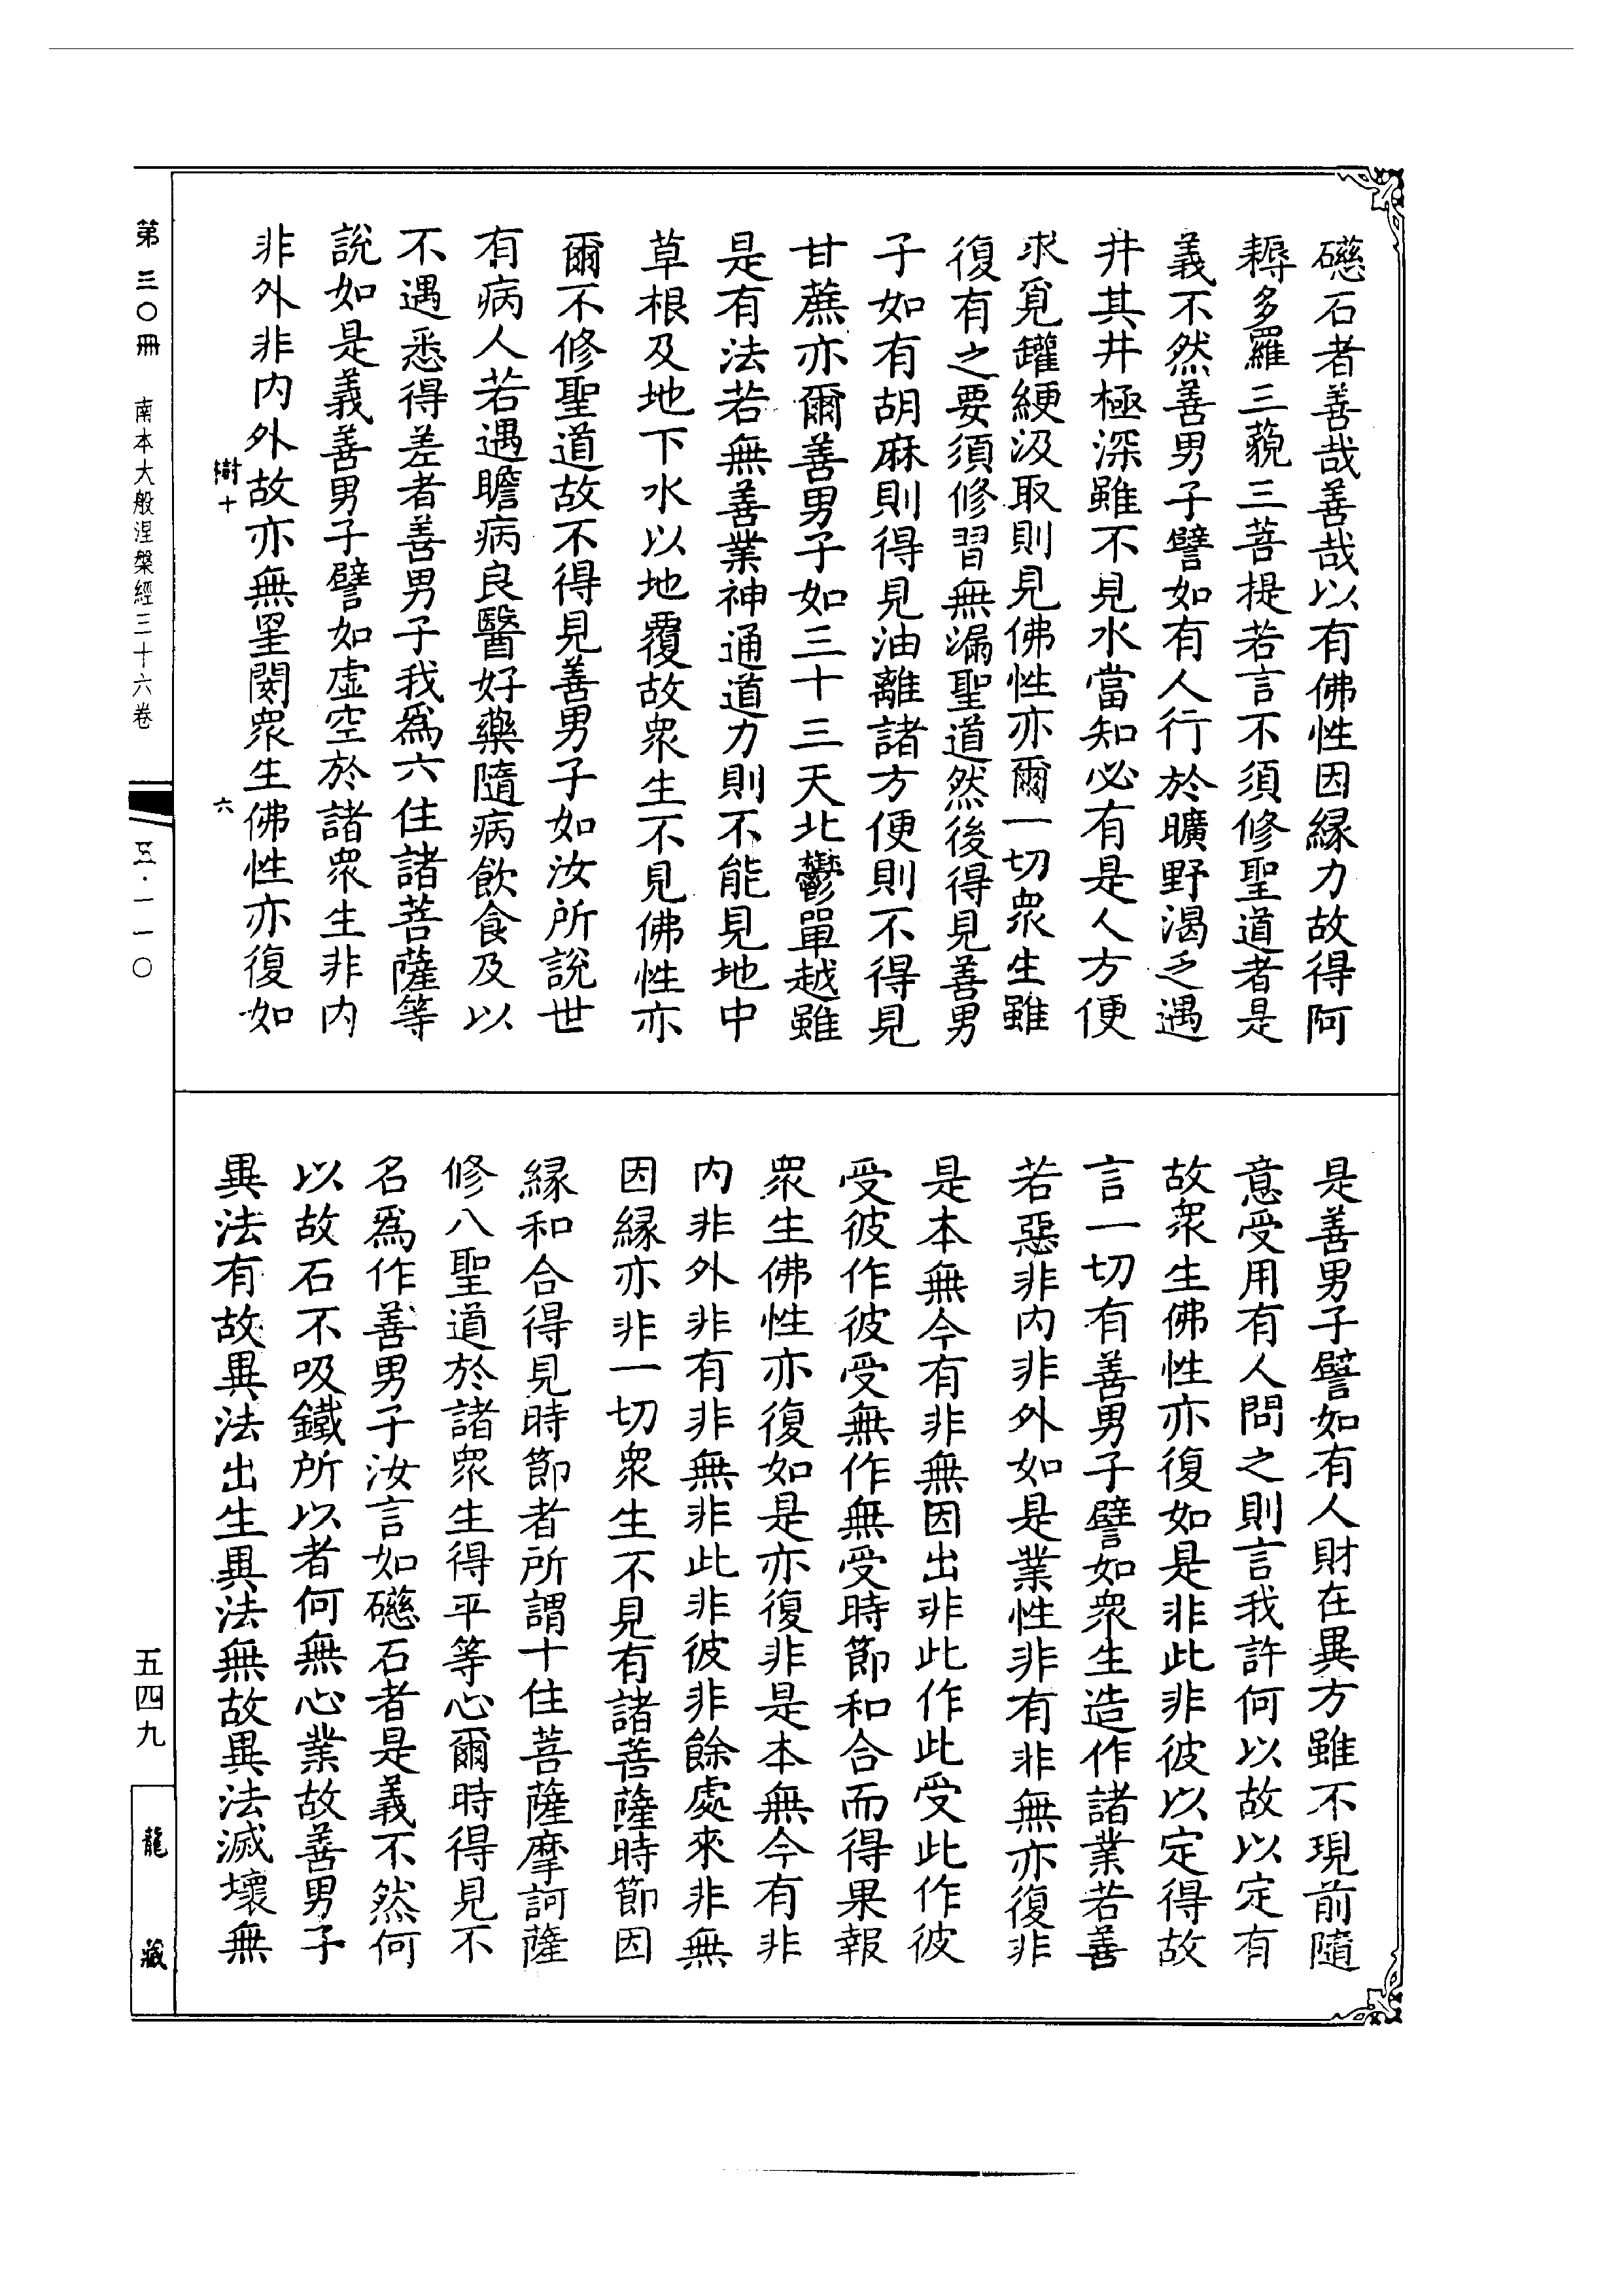 礠石者善哉善哉以有佛性因緣力故得阿
耨多羅三藐三菩提若言不須修聖道者是
義不然善男子譬如有人行於曠野渴乏遇
井其井極深雖不見水當知必有是人方便
求覓罐綆汲取則見佛性亦爾一切衆生雖
復有之要須修習無漏聖道然後得見善男
子如有胡麻則得見油離諸方便則不得見
甘蔗亦爾善男子如三十三天北鬱單越雖
是有法若無善業神通道力則不能見地中
草根及地下水以地覆故衆生不見佛性亦
爾不修聖道故不得見善男子如汝所說世
有病人若遇瞻病良醫好藥隨病飲食及以
不遇悉得差者善男子我爲六住諸菩薩等
說如是義善男子譬如虛空於諸衆生非內
非外非內外故亦無罣閡衆生佛性亦復如
是善男子譬如有人財在異方雖不現前隨
意受用有人問之則言我許何以故以定有
故衆生佛性亦復如是非此非彼以定得故
言一切有善男子譬如衆生造作諸業若善
若惡非內非外如是業性非有非無亦復非
是本無今有非無因出非此作此受此作彼
受彼作彼受無作無受時節和合而得果報
衆生佛性亦復如是亦復非是本無今有非
內非外非有非無非此非彼非餘處來非無
因緣亦非一切衆生不見有諸菩薩時節因
緣和合得見時節者所謂十住菩薩摩訶薩
修八聖道於諸衆生得平等心爾時得見不
名爲作善男子汝言如礠石者是義不然何
以故石不吸鐵所以者何無心業故善男子
異法有故異法出生異法無故異法滅壞無
樹十
六
第三〇冊
南本大般涅槃經三十六卷
五·一一〇
五四九
龍藏